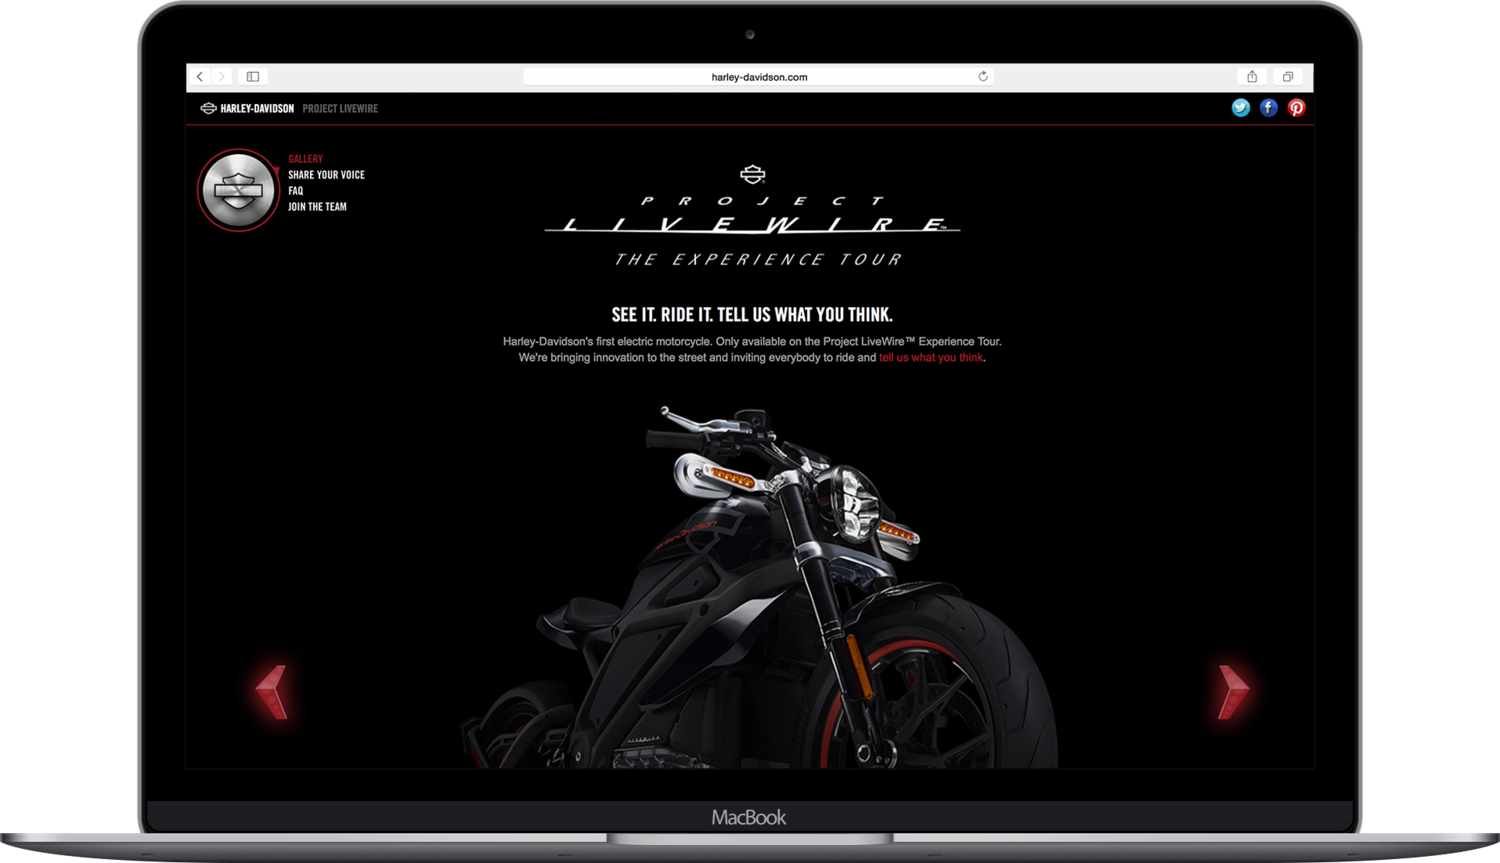 harley-davidson.com
HARLEY-DAVIDSON PROJECT LIVEWIRE
GALLERY
SHARE YOUR VOICE
FAQ
JOIN THE TEAM
PROJECT
LIVEWIRE™
THE EXPERIENCE TOUR
SEE IT. RIDE IT. TELL US WHAT YOU THINK.
Harley-Davidson's first electric motorcycle. Only available on the Project LiveWire™ Experience Tour.
We're bringing innovation to the street and inviting everybody to ride and tell us what you think.
LIVEWIRE
MacBook